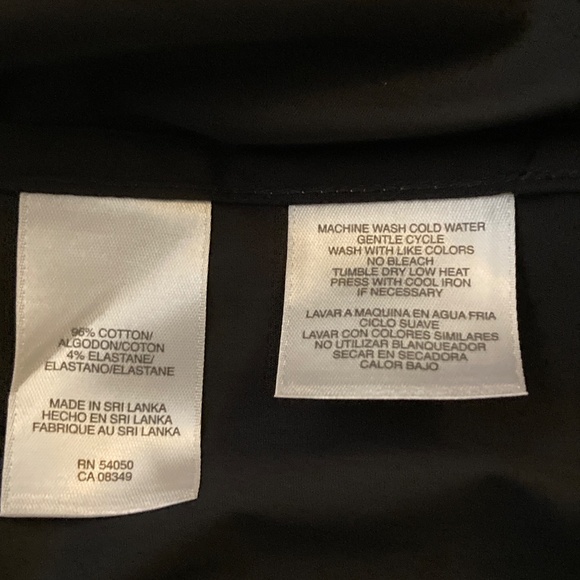 96% COTTON/
ALGODON/COTON
4% ELASTANE/
ELASTANO/ELASTANE
MADE IN SRI LANKA
HECHO EN SRI LANKA
FABRIQUE AU SRI LANKA
RN 54050
CA 08349
MACHINE WASH COLD WATER
GENTLE CYCLE
WASH WITH LIKE COLORS
NO BLEACH
TUMBLE DRY LOW HEAT
PRESS WITH COOL IRON
IF NECESSARY
LAVAR A MAQUINA EN AGUA FRIA
CICLO SUAVE
LAVAR CON COLORES SIMILARES
NO UTILIZAR BLANQUEADOR
SECAR EN SECADORA
CALOR BAJO